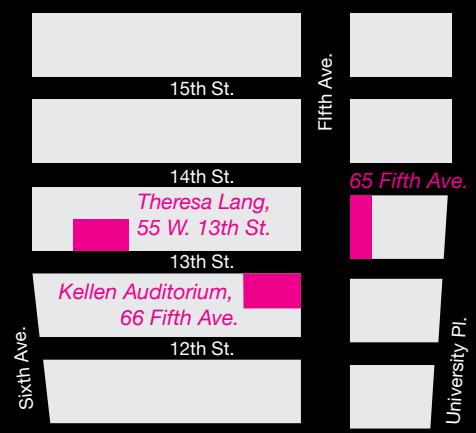 FIfth Ave.
15th St.
14th St.
65 Fifth Ave.
Theresa Lang,
55 W. 13th St.
13th St.
Kellen Auditorium,
66 Fifth Ave.
12th St.
Sixth Ave.
University Pl.